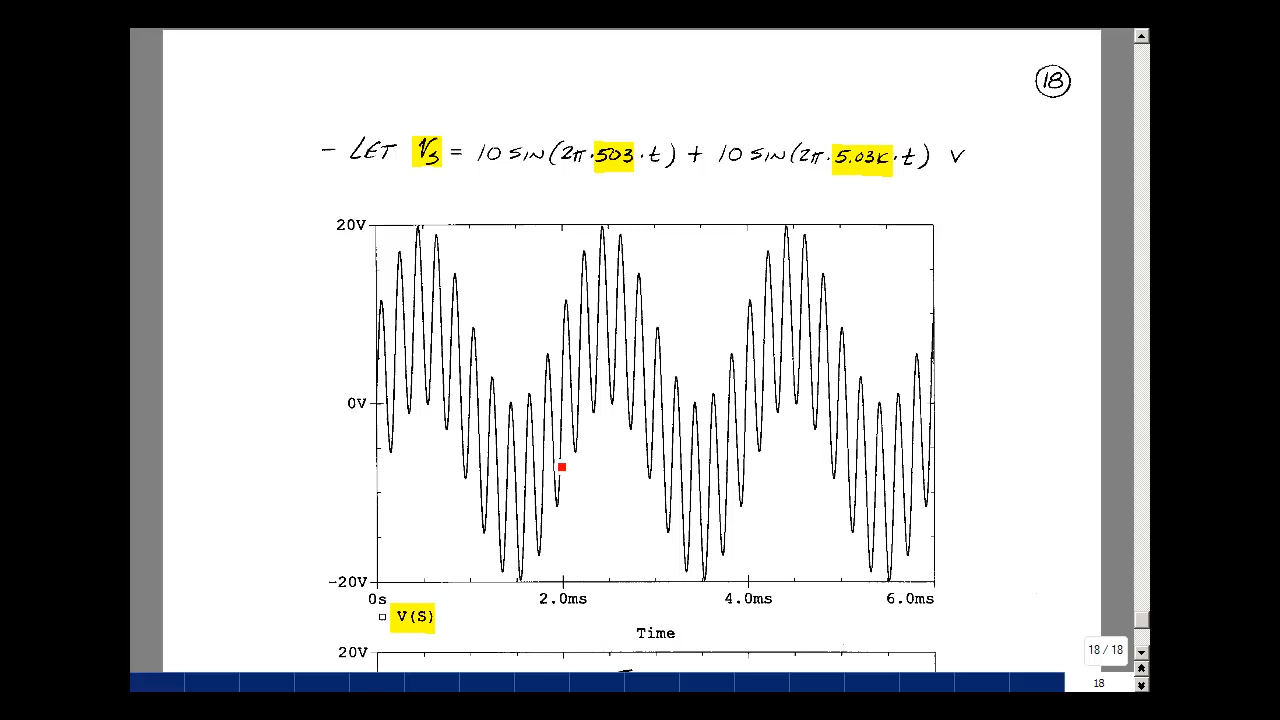 18
- LET Vs = 10 SIN(2π·503·t) + 10 SIN(2π·5.03K·t) V
20V
0V
-20V
0s 2.0ms 4.0ms 6.0ms
V(S)
Time
20V
18 / 18
18